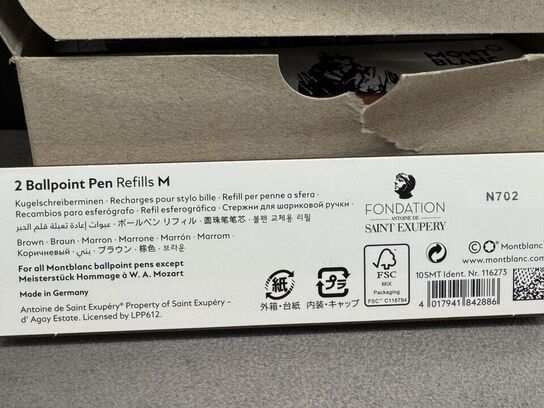 MONT
BLANC
2 Ballpoint Pen Refills M
Kugelschreiberminen · Recharges pour stylo bille · Refill per penne a sfera ·
Recambios para esferógrafo · Refil esferográfica · Стержни для шариковой ручки ·
عبوات إعادة تعبئة قلم الحبر · ボールペン リフィル · 圆珠笔笔芯 · 볼펜 교체용 리필
Brown · Braun · Marron · Marrone · Marrón · Marrom ·
Каричневый · بني · ブラウン · 棕色 · 브라운
For all Montblanc ballpoint pens except
Meisterstück Hommage à W. A. Mozart
Made in Germany
Antoine de Saint Exupéry® Property of Saint Exupéry –
d'Agay Estate. Licensed by LPP612.
紙
外箱・台紙
プラ
内装・キャップ
FONDATION
ANTOINE DE
SAINT EXUPERY
FSC
MIX
Packaging
FSC™ C116794
N702
© Montblanc
montblanc.com
10SMT Ident. Nr. 116273
4 017941 842886